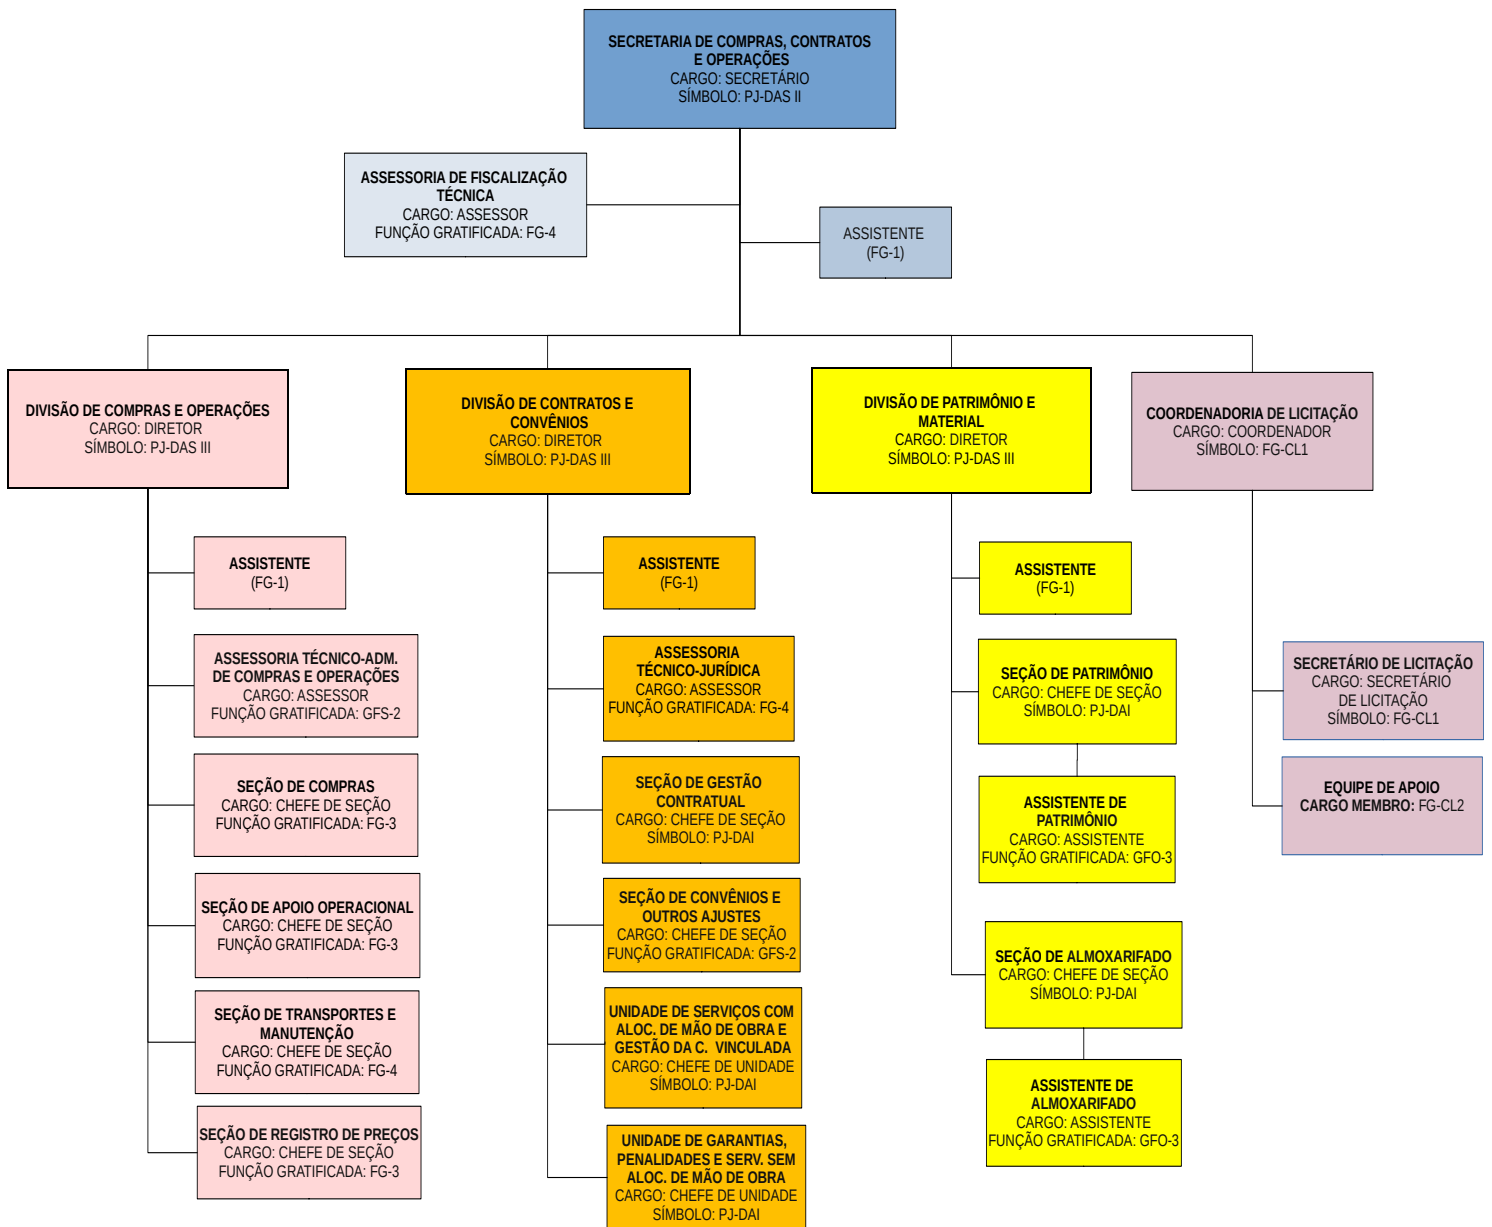 SECRETARIA DE COMPRAS, CONTRATOS
E OPERAÇÕES
CARGO: SECRETÁRIO
SÍMBOLO: PJ-DAS II
ASSESSORIA DE FISCALIZAÇÃO
TÉCNICA
CARGO: ASSESSOR
FUNÇÃO GRATIFICADA: FG-4
ASSISTENTE
(FG-1)
DIVISÃO DE COMPRAS E OPERAÇÕES
CARGO: DIRETOR
SÍMBOLO: PJ-DAS III
ASSISTENTE
(FG-1)
ASSESSORIA TÉCNICO-ADM.
DE COMPRAS E OPERAÇÕES
CARGO: ASSESSOR
FUNÇÃO GRATIFICADA: GFS-2
SEÇÃO DE COMPRAS
CARGO: CHEFE DE SEÇÃO
FUNÇÃO GRATIFICADA: FG-3
SEÇÃO DE APOIO OPERACIONAL
CARGO: CHEFE DE SEÇÃO
FUNÇÃO GRATIFICADA: FG-3
SEÇÃO DE TRANSPORTES E
MANUTENÇÃO
CARGO: CHEFE DE SEÇÃO
FUNÇÃO GRATIFICADA: FG-4
SEÇÃO DE REGISTRO DE PREÇOS
CARGO: CHEFE DE SEÇÃO
FUNÇÃO GRATIFICADA: FG-3
DIVISÃO DE CONTRATOS E
CONVÊNIOS
CARGO: DIRETOR
SÍMBOLO: PJ-DAS III
ASSISTENTE
(FG-1)
ASSESSORIA
TÉCNICO-JURÍDICA
CARGO: ASSESSOR
FUNÇÃO GRATIFICADA: FG-4
SEÇÃO DE GESTÃO
CONTRATUAL
CARGO: CHEFE DE SEÇÃO
SÍMBOLO: PJ-DAI
SEÇÃO DE CONVÊNIOS E
OUTROS AJUSTES
CARGO: CHEFE DE SEÇÃO
FUNÇÃO GRATIFICADA: GFS-2
UNIDADE DE SERVIÇOS COM
ALOC. DE MÃO DE OBRA E
GESTÃO DA C. VINCULADA
CARGO: CHEFE DE UNIDADE
SÍMBOLO: PJ-DAI
UNIDADE DE GARANTIAS,
PENALIDADES E SERV. SEM
ALOC. DE MÃO DE OBRA
CARGO: CHEFE DE UNIDADE
SÍMBOLO: PJ-DAI
DIVISÃO DE PATRIMÔNIO E
MATERIAL
CARGO: DIRETOR
SÍMBOLO: PJ-DAS III
ASSISTENTE
(FG-1)
SEÇÃO DE PATRIMÔNIO
CARGO: CHEFE DE SEÇÃO
SÍMBOLO: PJ-DAI
ASSISTENTE DE
PATRIMÔNIO
CARGO: ASSISTENTE
FUNÇÃO GRATIFICADA: GFO-3
SEÇÃO DE ALMOXARIFADO
CARGO: CHEFE DE SEÇÃO
SÍMBOLO: PJ-DAI
ASSISTENTE DE
ALMOXARIFADO
CARGO: ASSISTENTE
FUNÇÃO GRATIFICADA: GFO-3
COORDENADORIA DE LICITAÇÃO
CARGO: COORDENADOR
SÍMBOLO: FG-CL1
SECRETÁRIO DE LICITAÇÃO
CARGO: SECRETÁRIO
DE LICITAÇÃO
SÍMBOLO: FG-CL1
EQUIPE DE APOIO
CARGO MEMBRO: FG-CL2